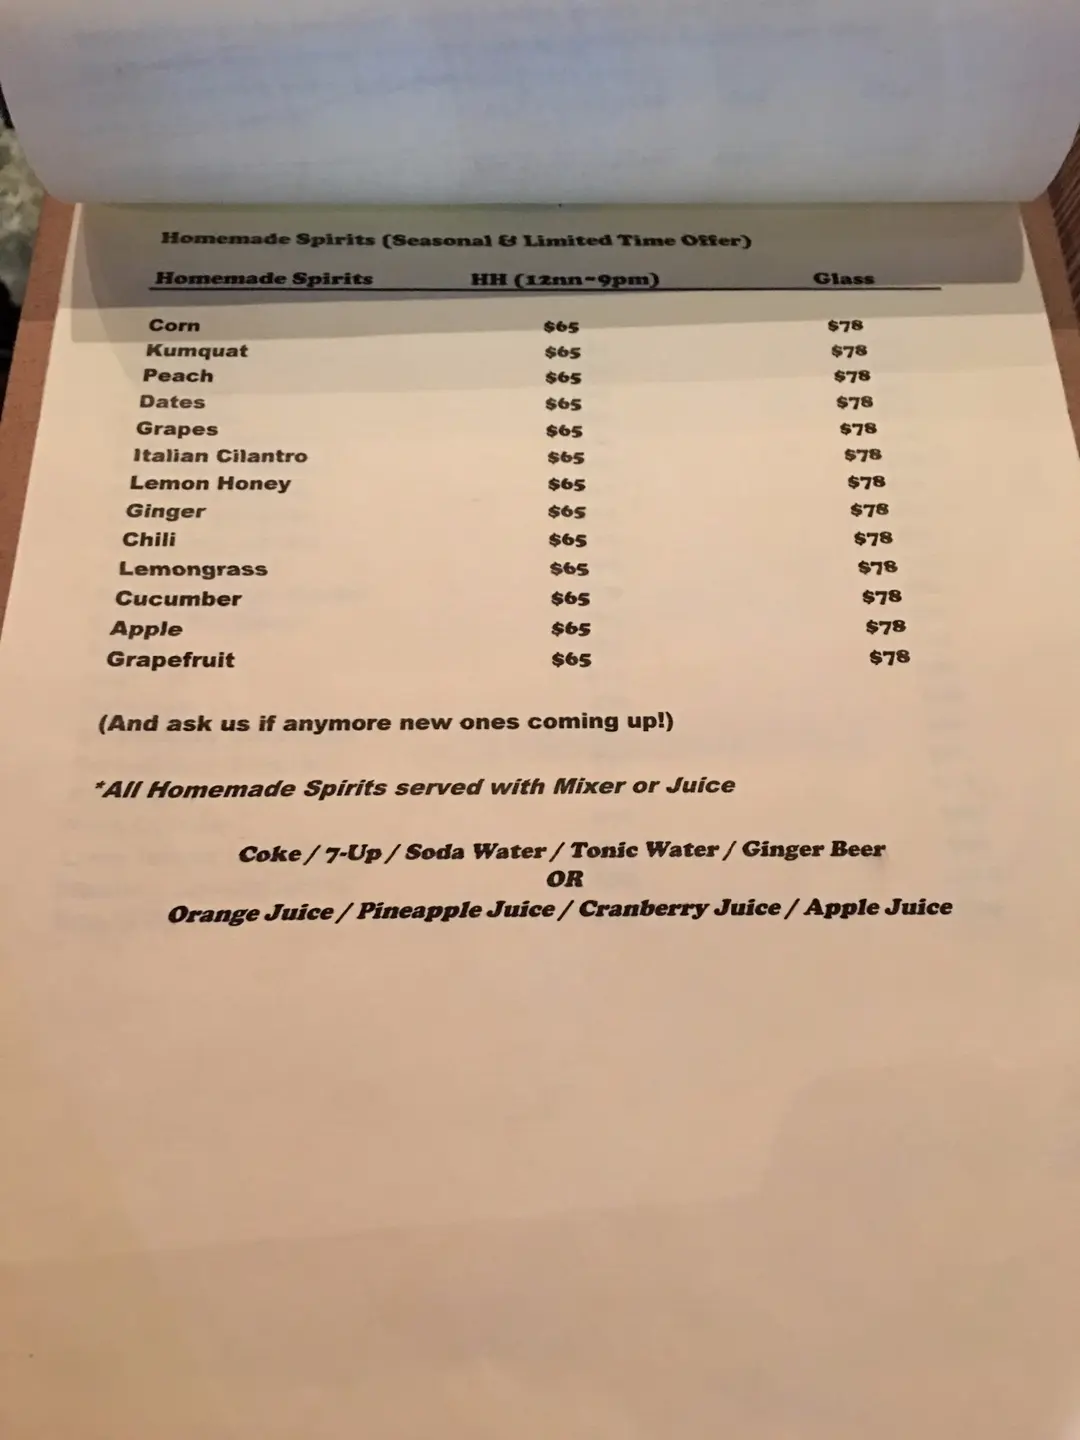 Homemade Spirits (Seasonal & Limited Time Offer)
Homemade Spirits HH (12nn~9pm) Glass
Corn $65 $78
Kumquat $65 $78
Peach $65 $78
Dates $65 $78
Grapes $65 $78
Italian Cilantro $65 $78
Lemon Honey $65 $78
Ginger $65 $78
Chili $65 $78
Lemongrass $65 $78
Cucumber $65 $78
Apple $65 $78
Grapefruit $65 $78
(And ask us if anymore new ones coming up!)
*All Homemade Spirits served with Mixer or Juice
Coke / 7-Up / Soda Water / Tonic Water / Ginger Beer
OR
Orange Juice / Pineapple Juice / Cranberry Juice / Apple Juice